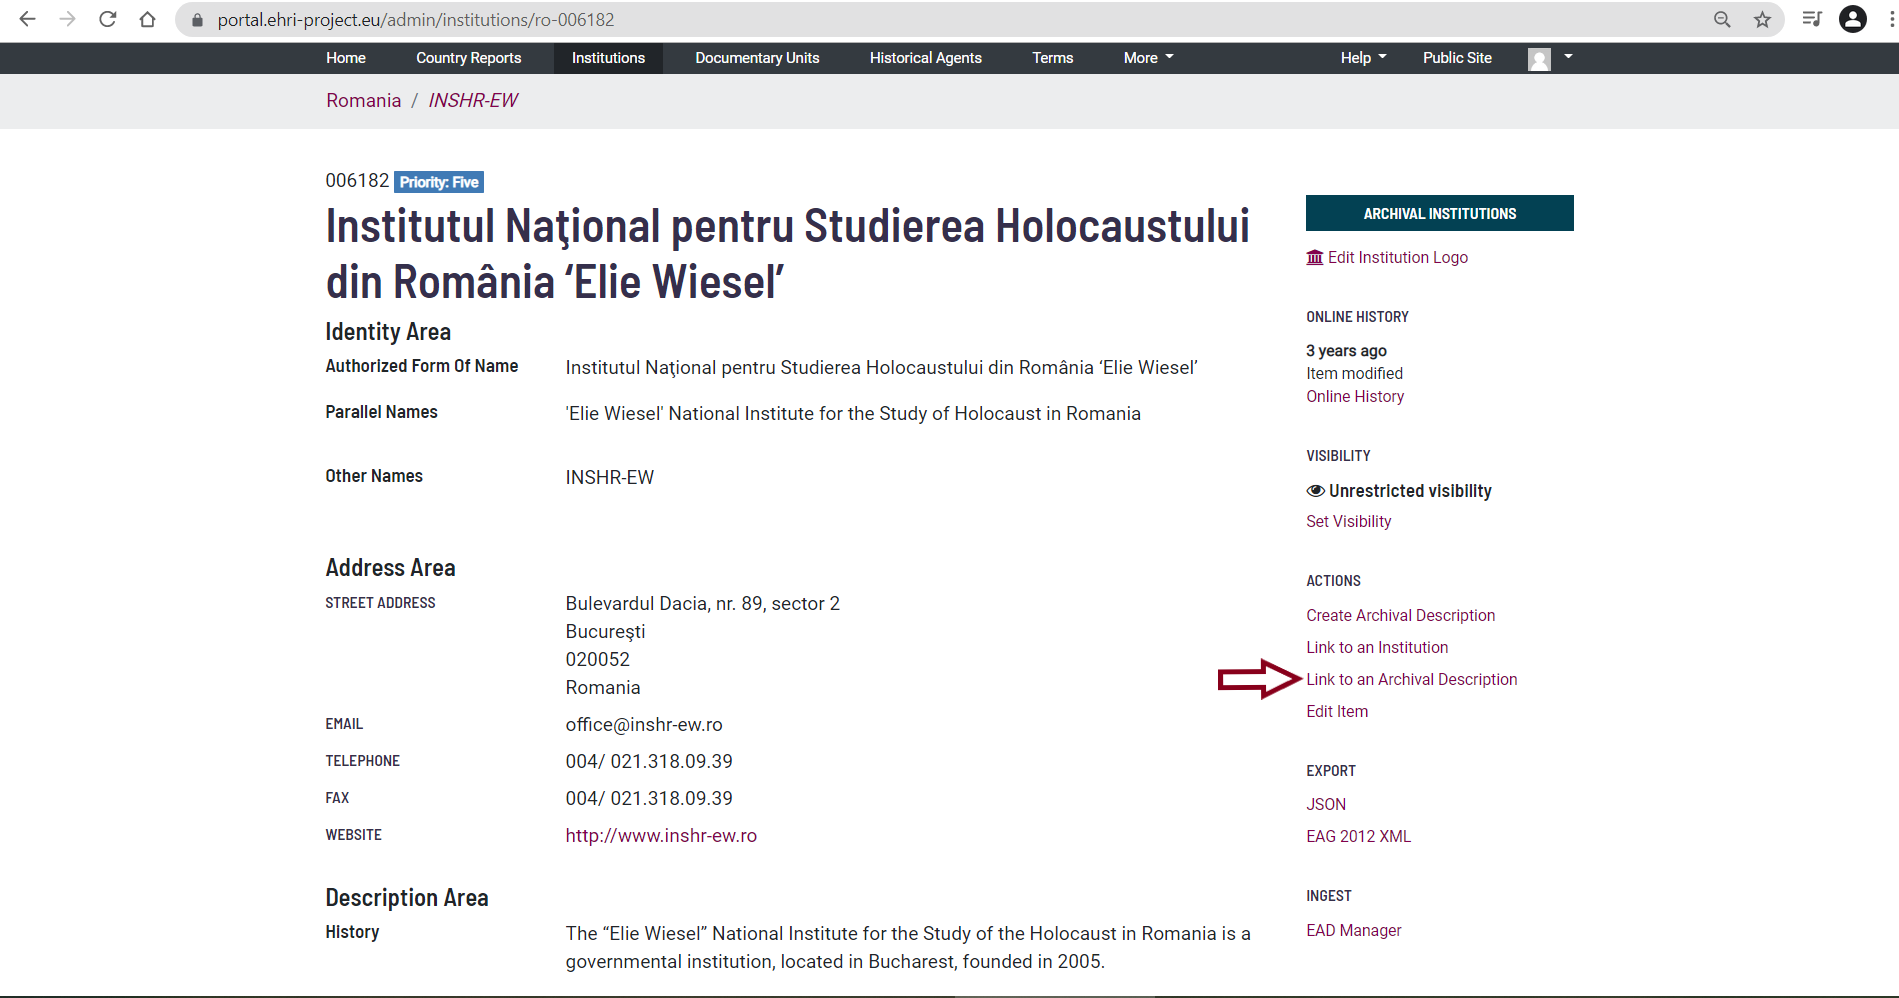 portal.ehri-project.eu/admin/institutions/ro-006182
Home Country Reports Institutions Documentary Units Historical Agents Terms More Help Public Site
Romania / INSHR-EW
006182 Priority: Five
Institutul Naţional pentru Studierea Holocaustului
din România ‘Elie Wiesel’
Identity Area
Authorized Form Of Name Institutul Naţional pentru Studierea Holocaustului din România ‘Elie Wiesel’
Parallel Names 'Elie Wiesel' National Institute for the Study of Holocaust in Romania
Other Names INSHR-EW
Address Area
STREET ADDRESS Bulevardul Dacia, nr. 89, sector 2
Bucureşti
020052
Romania
EMAIL office@inshr-ew.ro
TELEPHONE 004/ 021.318.09.39
FAX 004/ 021.318.09.39
WEBSITE http://www.inshr-ew.ro
Description Area
History The “Elie Wiesel” National Institute for the Study of the Holocaust in Romania is a
governmental institution, located in Bucharest, founded in 2005.
ARCHIVAL INSTITUTIONS
Edit Institution Logo
ONLINE HISTORY
3 years ago
Item modified
Online History
VISIBILITY
Unrestricted visibility
Set Visibility
ACTIONS
Create Archival Description
Link to an Institution
Link to an Archival Description
Edit Item
EXPORT
JSON
EAG 2012 XML
INGEST
EAD Manager